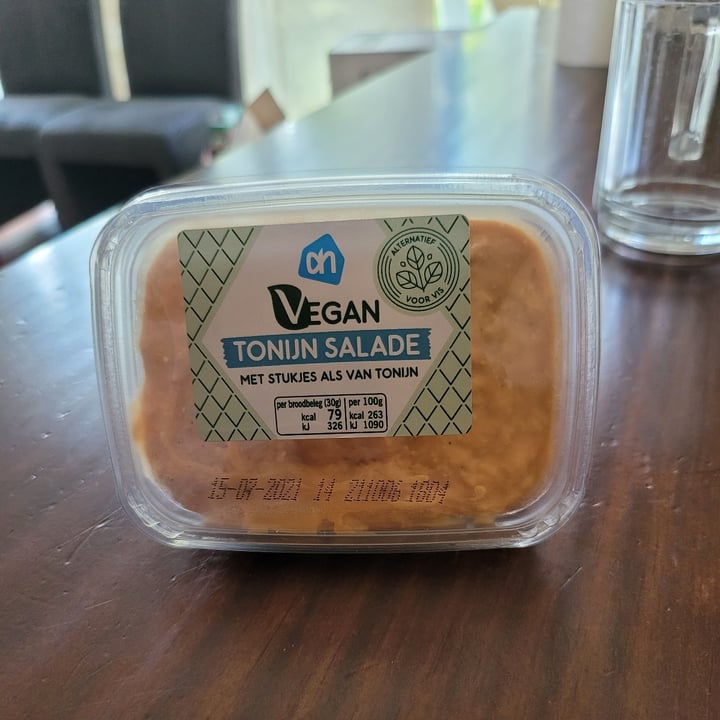 ah
ALTERNATIEF
VOOR VIS
VEGAN
TONIJN SALADE
MET STUKJES ALS VAN TONIJN
per broodbeleg (30g) per 100g
kcal 79 kcal 263
kJ 326 kJ 1090
15-07-2021 14 211006 1804